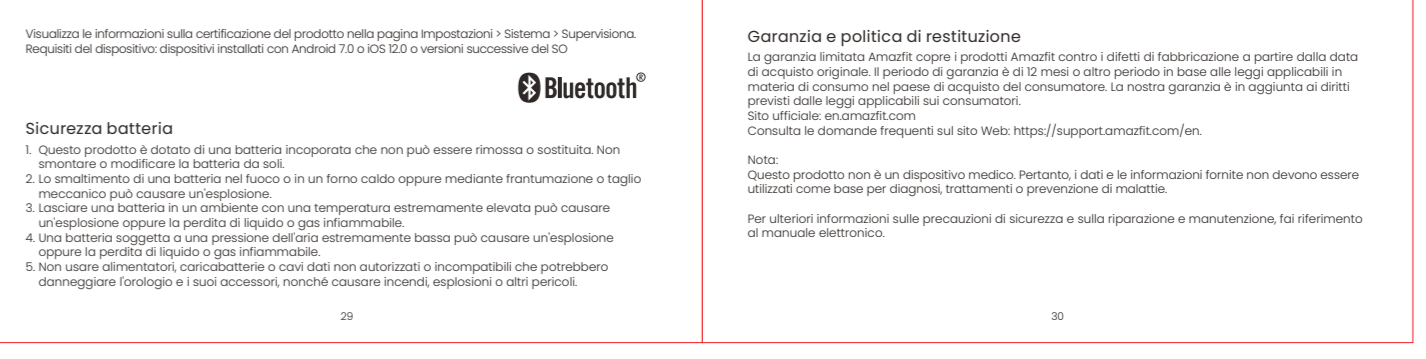 Visualizza le informazioni sulla certificazione del prodotto nella pagina Impostazioni > Sistema > Supervisiona.
Requisiti del dispositivo: dispositivi installati con Android 7.0 o iOS 12.0 o versioni successive del SO
Bluetooth®
Sicurezza batteria
1. Questo prodotto è dotato di una batteria incoporata che non può essere rimossa o sostituita. Non
smontare o modificare la batteria da soli.
2. Lo smaltimento di una batteria nel fuoco o in un forno caldo oppure mediante frantumazione o taglio
meccanico può causare un'esplosione.
3. Lasciare una batteria in un ambiente con una temperatura estremamente elevata può causare
un'esplosione oppure la perdita di liquido o gas infiammabile.
4. Una batteria soggetta a una pressione dell'aria estremamente bassa può causare un'esplosione
oppure la perdita di liquido o gas infiammabile.
5. Non usare alimentatori, caricabatterie o cavi dati non autorizzati o incompatibili che potrebbero
danneggiare l'orologio e i suoi accessori, nonché causare incendi, esplosioni o altri pericoli.
29
Garanzia e politica di restituzione
La garanzia limitata Amazfit copre i prodotti Amazfit contro i difetti di fabbricazione a partire dalla data
di acquisto originale. Il periodo di garanzia è di 12 mesi o altro periodo in base alle leggi applicabili in
materia di consumo nel paese di acquisto del consumatore. La nostra garanzia è in aggiunta ai diritti
previsti dalle leggi applicabili sui consumatori.
Sito ufficiale: en.amazfit.com
Consulta le domande frequenti sul sito Web: https://support.amazfit.com/en.
Nota:
Questo prodotto non è un dispositivo medico. Pertanto, i dati e le informazioni fornite non devono essere
utilizzati come base per diagnosi, trattamenti o prevenzione di malattie.
Per ulteriori informazioni sulle precauzioni di sicurezza e sulla riparazione e manutenzione, fai riferimento
al manuale elettronico.
30